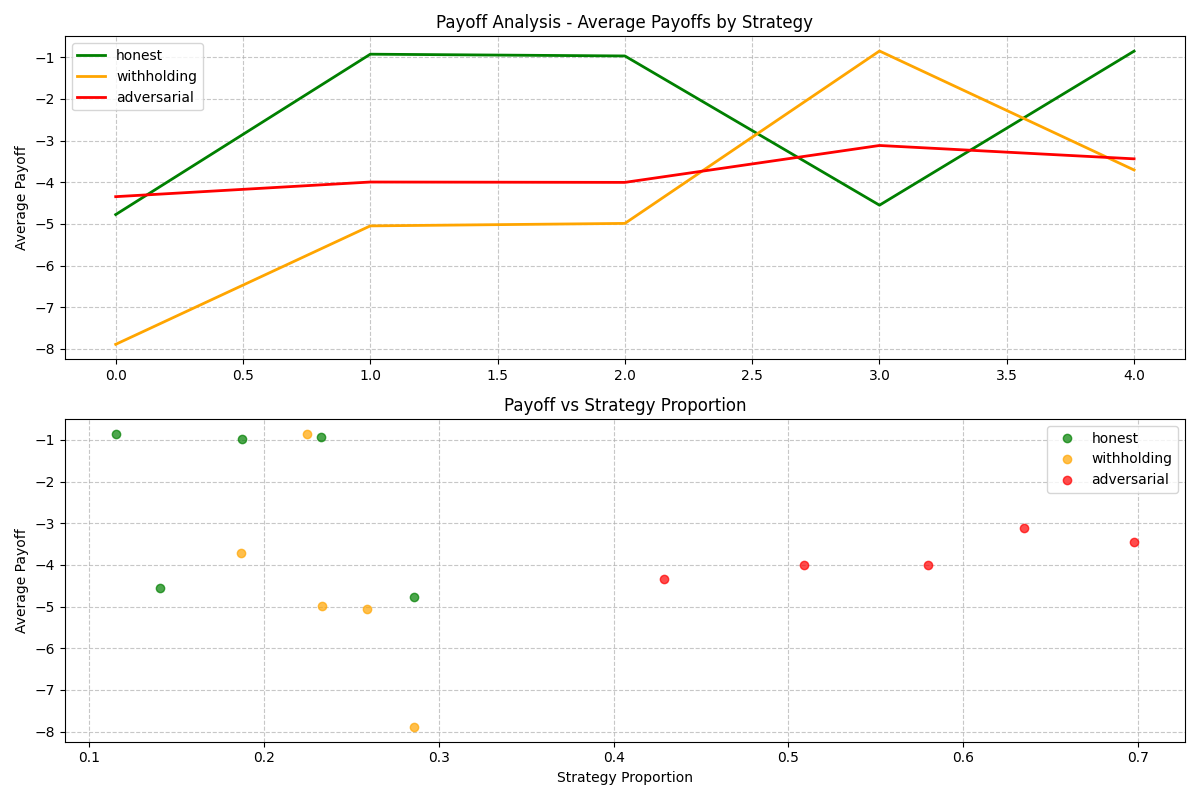 Payoff Analysis - Average Payoffs by Strategy
Average Payoff
−1
−2
−3
−4
−5
−6
−7
−8
honest
withholding
adversarial
0.0 0.5 1.0 1.5 2.0 2.5 3.0 3.5 4.0
Payoff vs Strategy Proportion
Average Payoff
−1
−2
−3
−4
−5
−6
−7
−8
honest
withholding
adversarial
0.1 0.2 0.3 0.4 0.5 0.6 0.7
Strategy Proportion